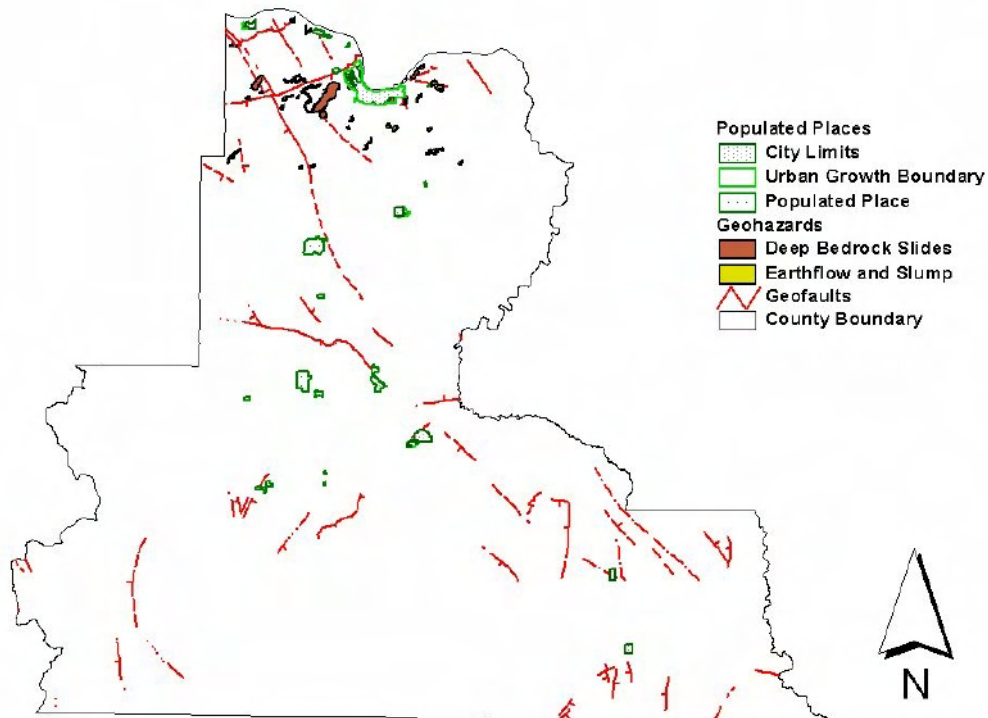 Populated Places
City Limits
Urban Growth Boundary
Populated Place
Geohazards
Deep Bedrock Slides
Earthflow and Slump
Geofaults
County Boundary
N